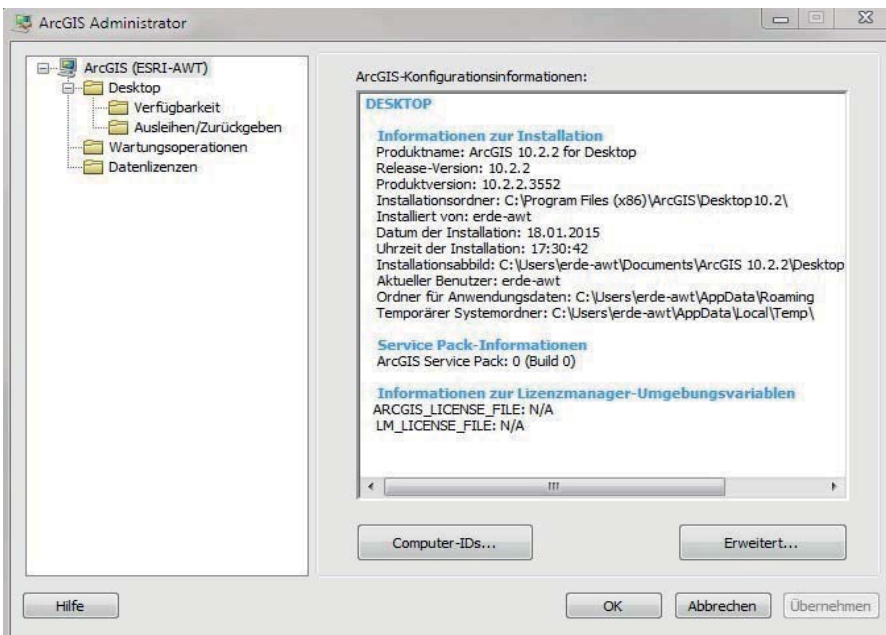 ArcGIS Administrator
ArcGIS (ESRI-AWT)
Desktop
Verfügbarkeit
Ausleihen/Zurückgeben
Wartungsoperationen
Datenlizenzen
ArcGIS-Konfigurationsinformationen:
DESKTOP
Informationen zur Installation
Produktname: ArcGIS 10.2.2 for Desktop
Release-Version: 10.2.2
Produktversion: 10.2.2.3552
Installationsordner: C:\Program Files (x86)\ArcGIS\Desktop10.2\
Installiert von: erde-awt
Datum der Installation: 18.01.2015
Uhrzeit der Installation: 17:30:42
Installationsabbild: C:\Users\erde-awt\Documents\ArcGIS 10.2.2\Desktop
Aktueller Benutzer: erde-awt
Ordner für Anwendungsdaten: C:\Users\erde-awt\AppData\Roaming
Temporärer Systemordner: C:\Users\erde-awt\AppData\Local\Temp\
Service Pack-Informationen
ArcGIS Service Pack: 0 (Build 0)
Informationen zur Lizenzmanager-Umgebungsvariablen
ARCGIS_LICENSE_FILE: N/A
LM_LICENSE_FILE: N/A
Computer-IDs...
Erweitert...
Hilfe
OK
Abbrechen
Übernehmen